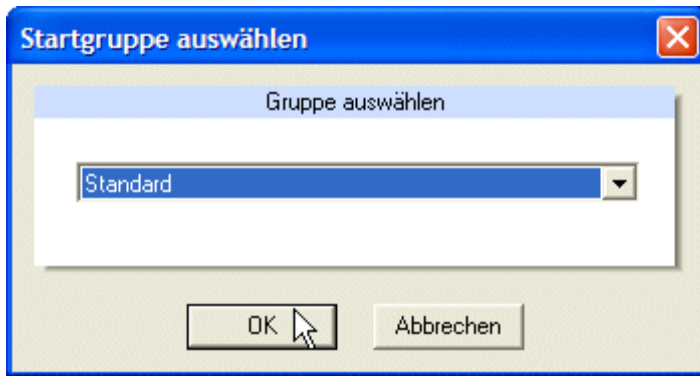 Startgruppe auswählen
Gruppe auswählen
Standard
OK
Abbrechen